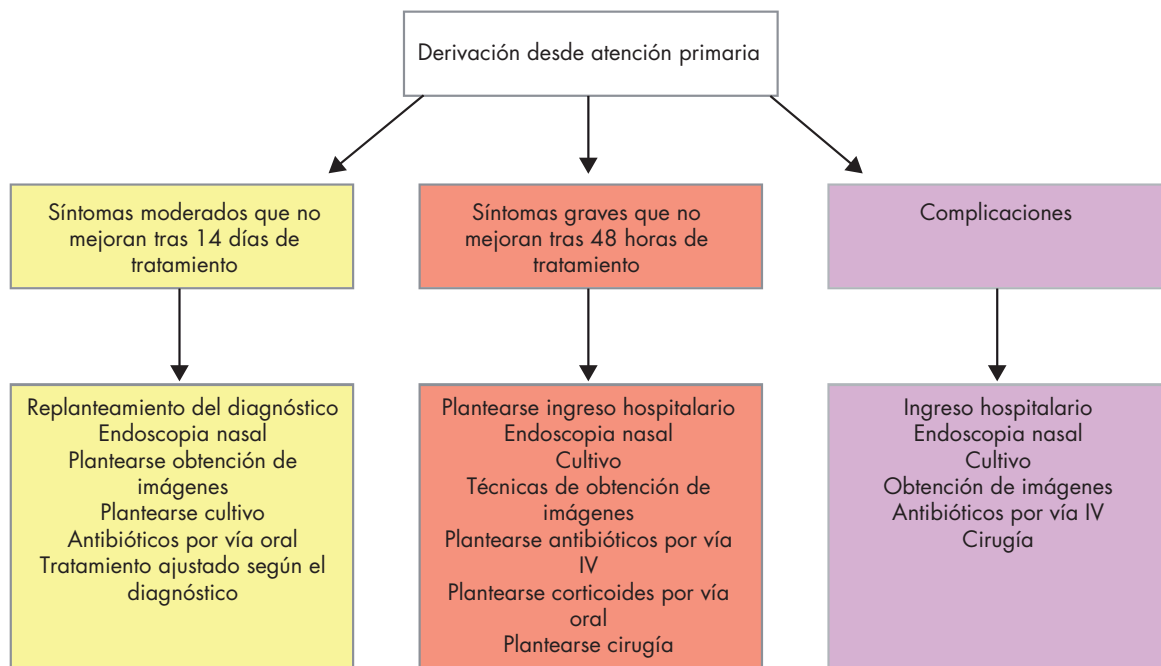 Derivación desde atención primaria
Síntomas moderados que no
mejoran tras 14 días de
tratamiento
Síntomas graves que no
mejoran tras 48 horas de
tratamiento
Complicaciones
Replanteamiento del diagnóstico
Endoscopia nasal
Plantearse obtención de
imágenes
Plantearse cultivo
Antibióticos por vía oral
Tratamiento ajustado según el
diagnóstico
Plantearse ingreso hospitalario
Endoscopia nasal
Cultivo
Técnicas de obtención de
imágenes
Plantearse antibióticos por vía
IV
Plantearse corticoides por vía
oral
Plantearse cirugía
Ingreso hospitalario
Endoscopia nasal
Cultivo
Obtención de imágenes
Antibióticos por vía IV
Cirugía